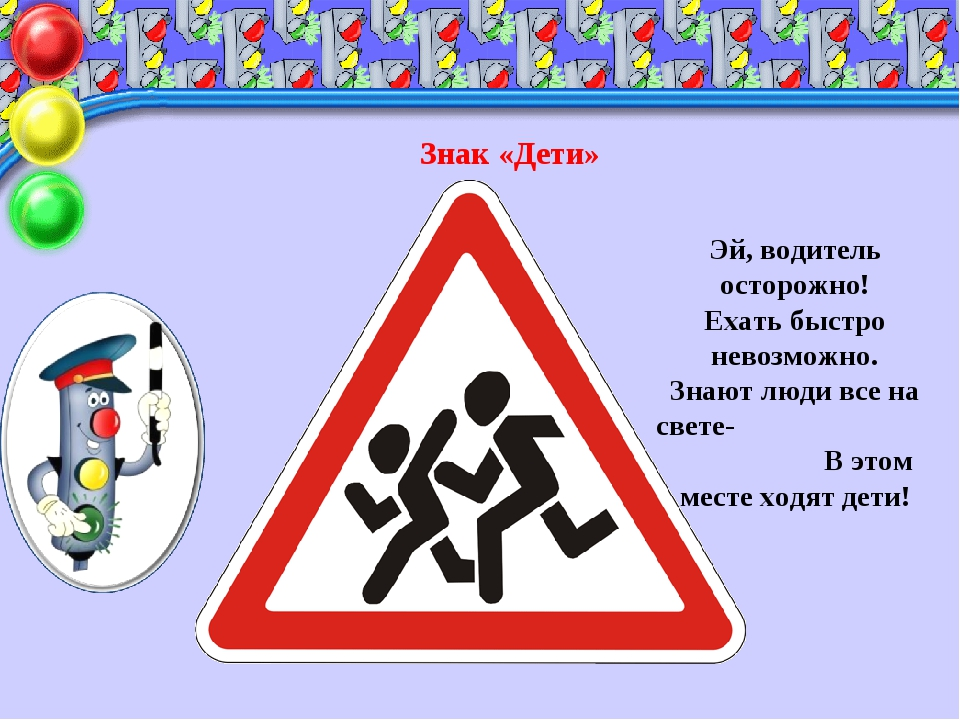 Знак «Дети»
Эй, водитель
осторожно!
Ехать быстро
невозможно.
Знают люди все на
свете-
В этом
месте ходят дети!